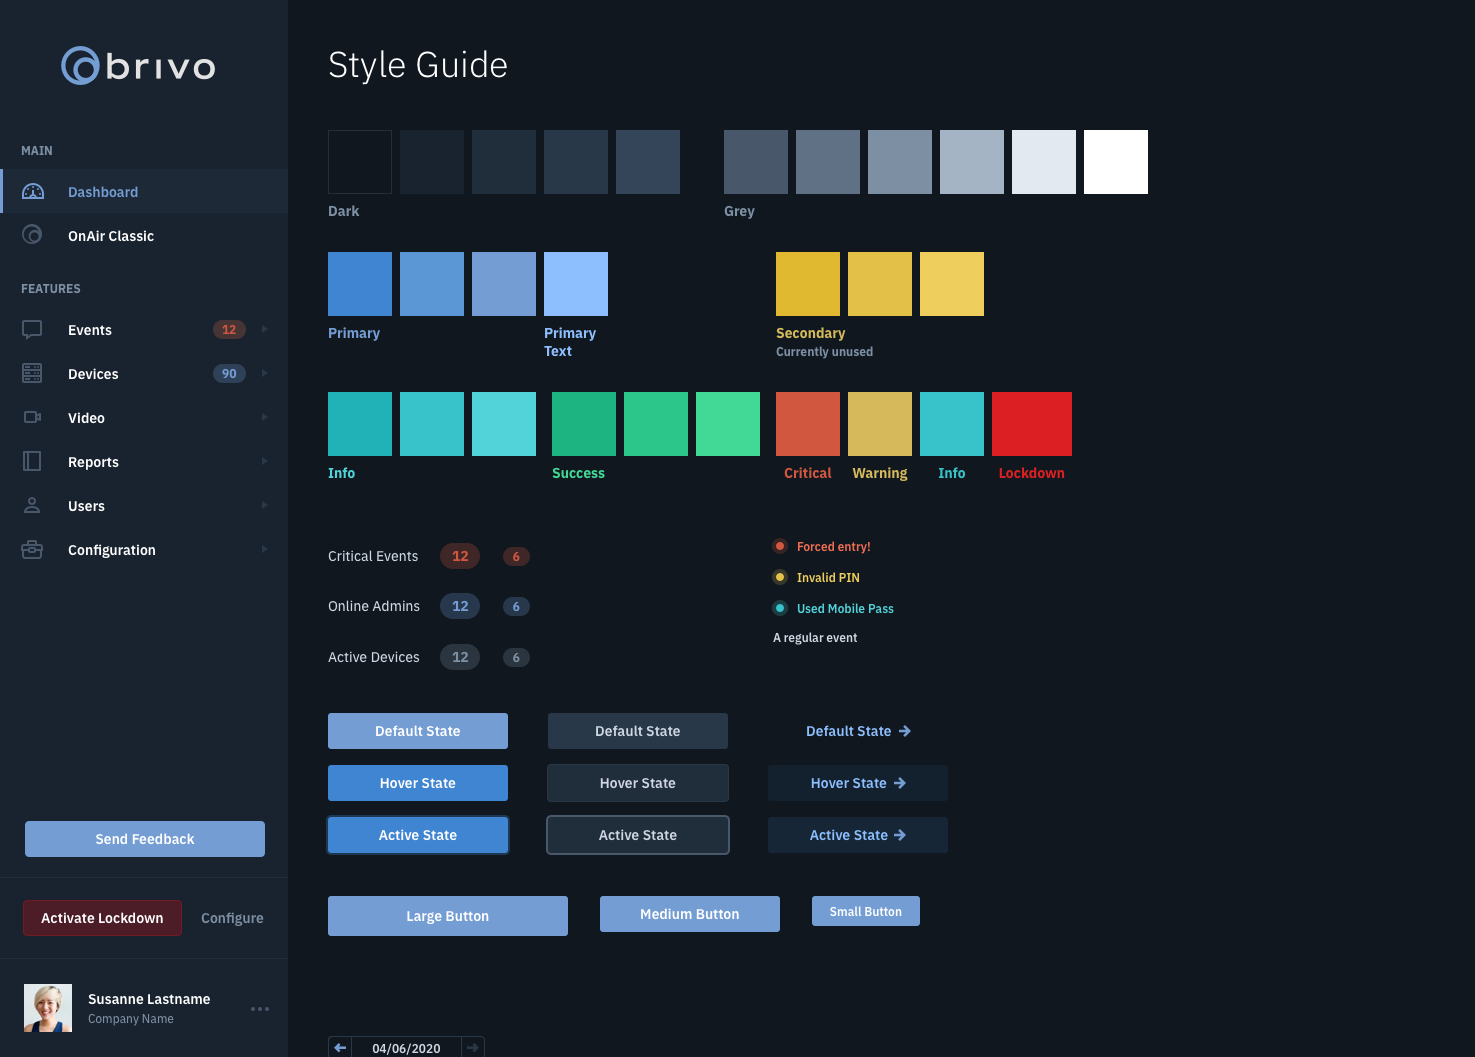 brivo
MAIN
Dashboard
OnAir Classic
FEATURES
Events 12
Devices 90
Video
Reports
Users
Configuration
Send Feedback
Activate Lockdown Configure
Susanne Lastname
Company Name
Style Guide
Dark Grey
Primary Primary Text Secondary
Currently unused
Info Success Critical Warning Info Lockdown
Critical Events 12 6
Online Admins 12 6
Active Devices 12 6
Forced entry!
Invalid PIN
Used Mobile Pass
A regular event
Default State Default State Default State →
Hover State Hover State Hover State →
Active State Active State Active State →
Large Button Medium Button Small Button
← 04/06/2020 →